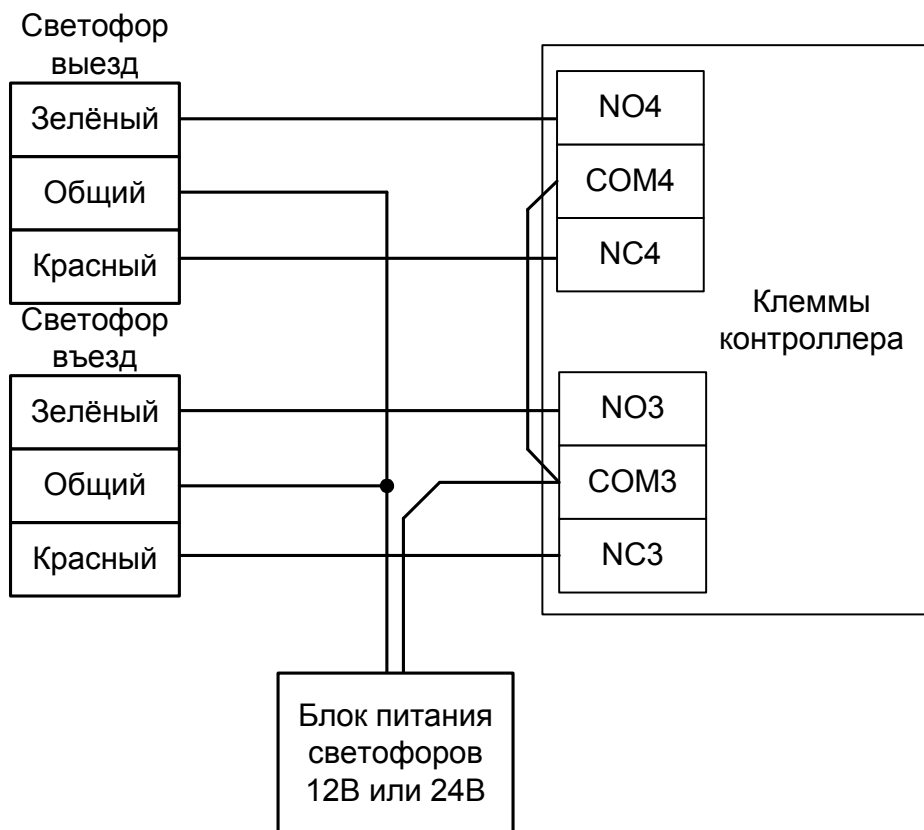 Светофор
выезд
Зелёный
Общий
Красный
Светофор
въезд
Зелёный
Общий
Красный
NO4
COM4
NC4
Клеммы
контроллера
NO3
COM3
NC3
Блок питания
светофоров
12В или 24В